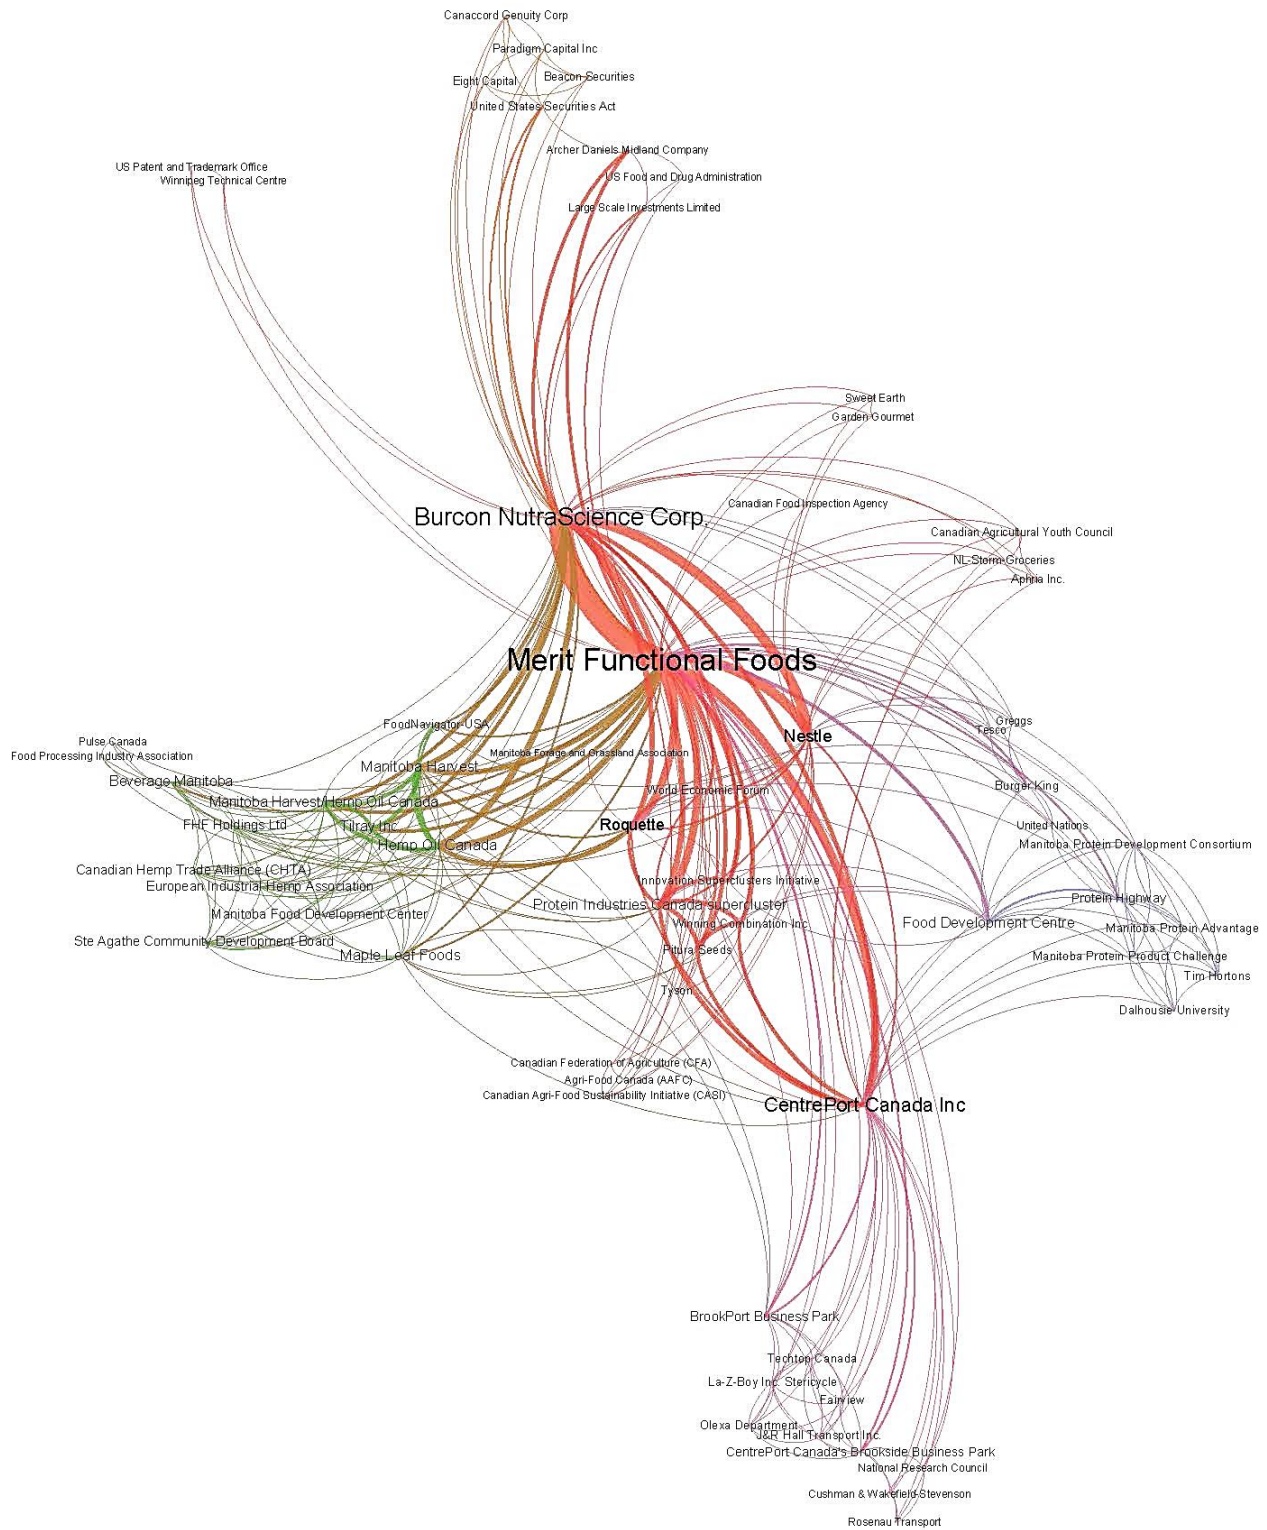 Canaccord Genuity Corp
Paradigm Capital Inc
Eight Capital
Beacon Securities
United States Securities Act
Archer Daniels Midland Company
US Patent and Trademark Office
US Food and Drug Administration
Winnipeg Technical Centre
Large Scale Investments Limited
Sweet Earth
Garden Gourmet
Canadian Food Inspection Agency
Burcon NutraScience Corp.
Canadian Agricultural Youth Council
NL-Storm-Groceries
Aphria Inc.
Merit Functional Foods
Greggs
FoodNavigator-USA
Tesco
Nestle
Pulse Canada
Manitoba Forage and Grassland Association
Food Processing Industry Association
Manitoba Harvest
Beverage Manitoba
Burger King
World Economic Forum
Manitoba Harvest/Hemp Oil Canada
FHF Holdings Ltd
Tilray Inc.
Roquette
United Nations
Hemp Oil Canada
Manitoba Protein Development Consortium
Canadian Hemp Trade Alliance (CHTA)
Innovation Superclusters Initiative
European Industrial Hemp Association
Protein Highway
Protein Industries Canada supercluster
Manitoba Food Development Center
Winning Combination Inc
Food Development Centre
Manitoba Protein Advantage
Ste Agathe Community Development Board
Pitura Seeds
Maple Leaf Foods
Manitoba Protein Product Challenge
Tim Hortons
Tyson
Dalhousie University
Canadian Federation of Agriculture (CFA)
Agri-Food Canada (AAFC)
Canadian Agri-Food Sustainability Initiative (CASI)
CentrePort Canada Inc
BrookPort Business Park
Techtop Canada
La-Z-Boy Inc. Stericycle
Fairview
Olexa Department
J&R Hall Transport Inc.
CentrePort Canada's Brookside Business Park
National Research Council
Cushman & Wakefield-Stevenson
Rosenau Transport